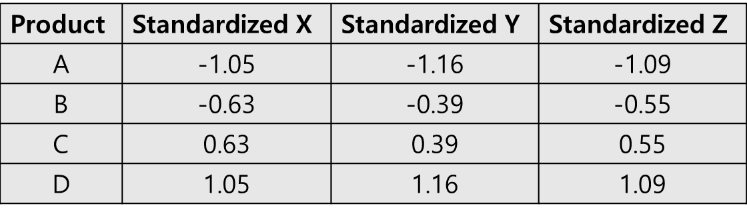 Product Standardized X Standardized Y Standardized Z
A -1.05 -1.16 -1.09
B -0.63 -0.39 -0.55
C 0.63 0.39 0.55
D 1.05 1.16 1.09